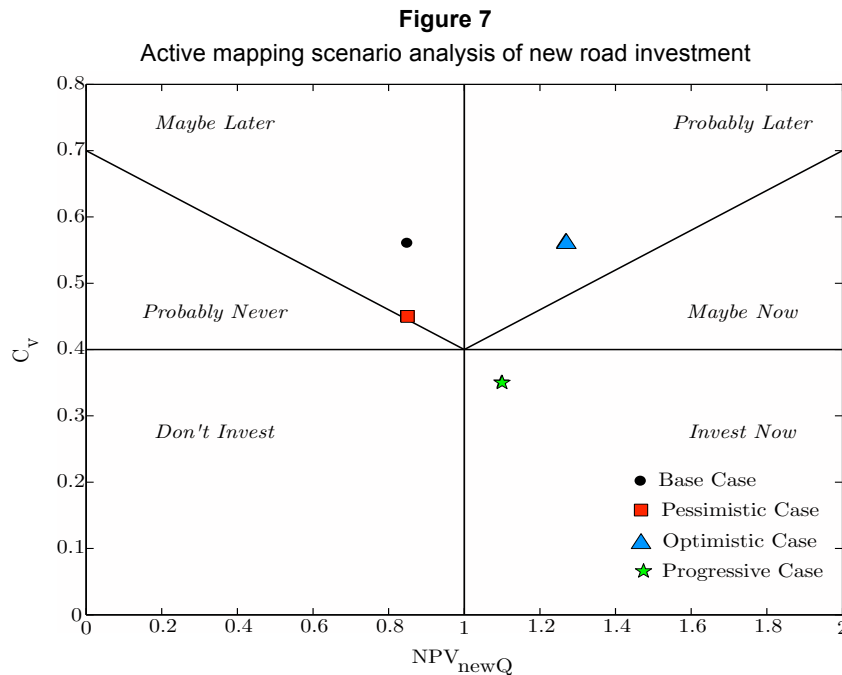 Figure 7
Active mapping scenario analysis of new road investment
0.8
Maybe Later
Probably Later
0.7
0.6
0.5
Probably Never
Maybe Now
0.4
C_v
0.3
Don't Invest
Invest Now
0.2
Base Case
Pessimistic Case
0.1
Optimistic Case
Progressive Case
0
0 0.2 0.4 0.6 0.8 1 1.2 1.4 1.6 1.8 2
NPV_newQ